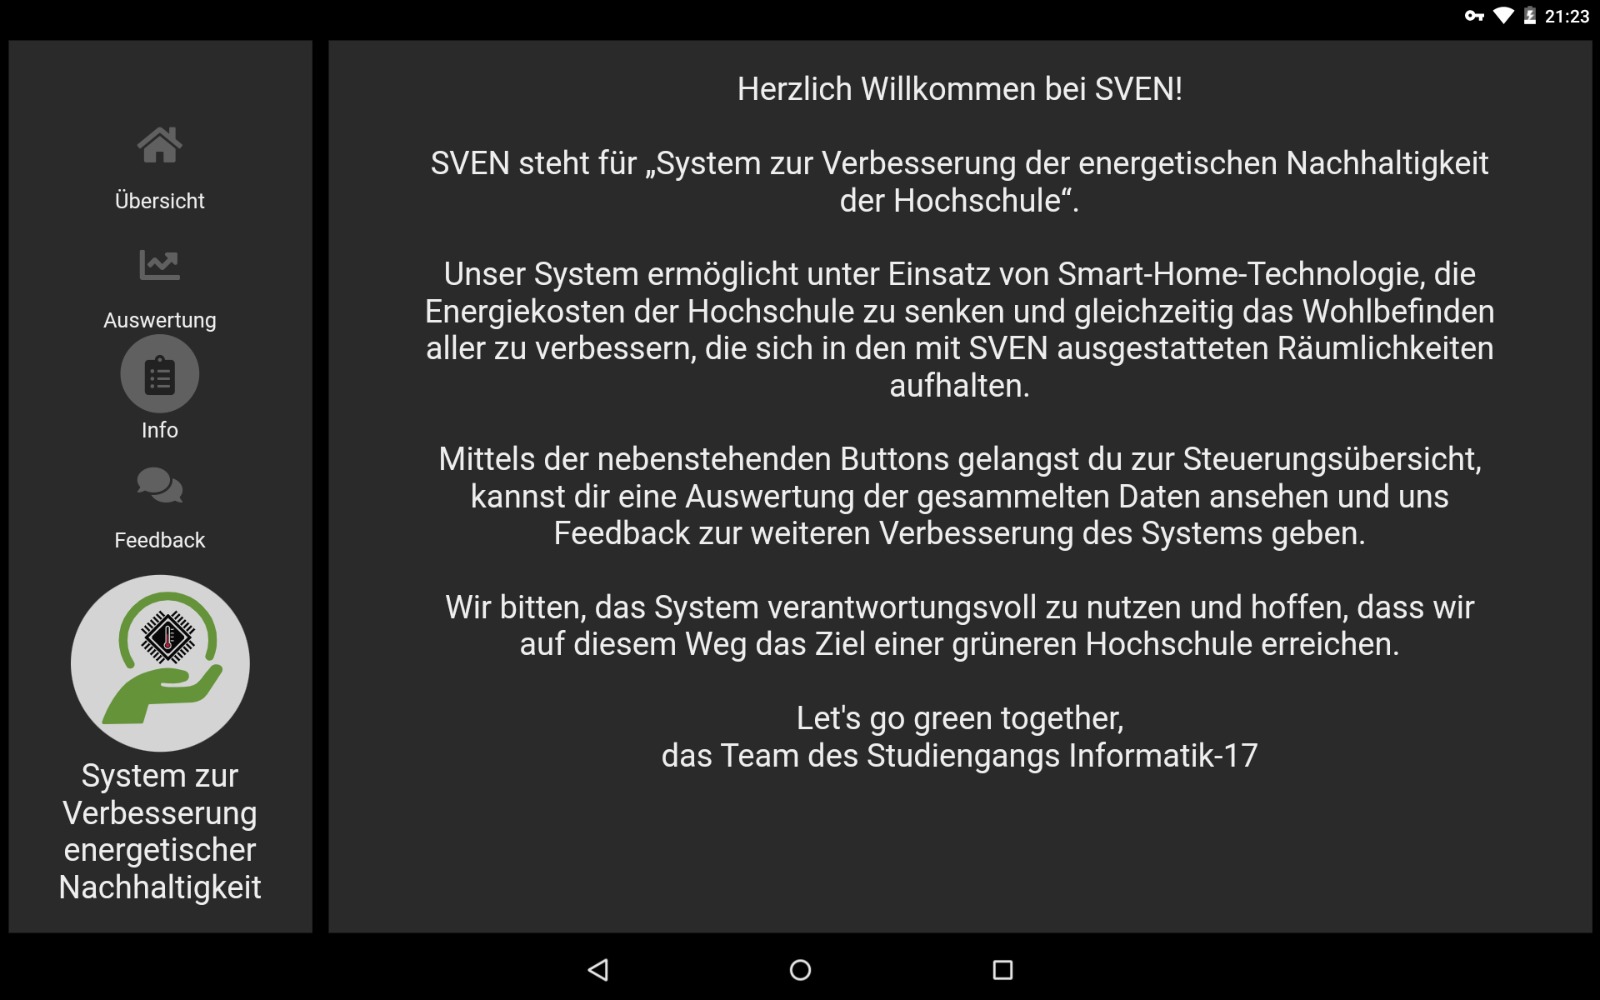 21:23
Übersicht
Auswertung
Info
Feedback
System zur
Verbesserung
energetischer
Nachhaltigkeit
Herzlich Willkommen bei SVEN!
SVEN steht für „System zur Verbesserung der energetischen Nachhaltigkeit
der Hochschule“.
Unser System ermöglicht unter Einsatz von Smart-Home-Technologie, die
Energiekosten der Hochschule zu senken und gleichzeitig das Wohlbefinden
aller zu verbessern, die sich in den mit SVEN ausgestatteten Räumlichkeiten
aufhalten.
Mittels der nebenstehenden Buttons gelangst du zur Steuerungsübersicht,
kannst dir eine Auswertung der gesammelten Daten ansehen und uns
Feedback zur weiteren Verbesserung des Systems geben.
Wir bitten, das System verantwortungsvoll zu nutzen und hoffen, dass wir
auf diesem Weg das Ziel einer grüneren Hochschule erreichen.
Let's go green together,
das Team des Studiengangs Informatik-17